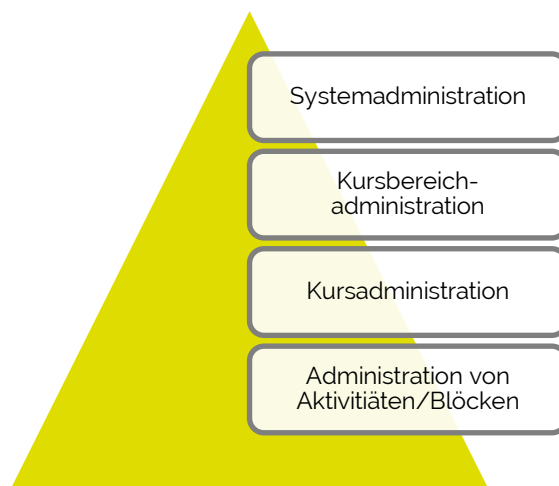 Systemadministration
Kursbereich-
administration
Kursadministration
Administration von
Aktivitiäten/Blöcken